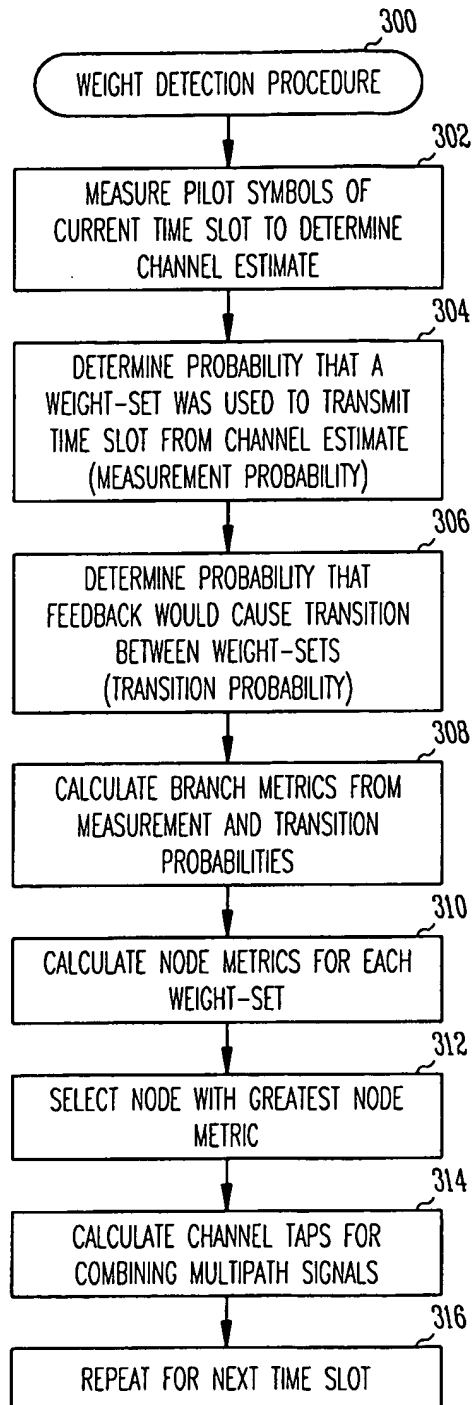 300
WEIGHT DETECTION PROCEDURE
302
MEASURE PILOT SYMBOLS OF
CURRENT TIME SLOT TO DETERMINE
CHANNEL ESTIMATE
304
DETERMINE PROBABILITY THAT A
WEIGHT-SET WAS USED TO TRANSMIT
TIME SLOT FROM CHANNEL ESTIMATE
(MEASUREMENT PROBABILITY)
306
DETERMINE PROBABILITY THAT
FEEDBACK WOULD CAUSE TRANSITION
BETWEEN WEIGHT-SETS
(TRANSITION PROBABILITY)
308
CALCULATE BRANCH METRICS FROM
MEASUREMENT AND TRANSITION
PROBABILITIES
310
CALCULATE NODE METRICS FOR EACH
WEIGHT-SET
312
SELECT NODE WITH GREATEST NODE
METRIC
314
CALCULATE CHANNEL TAPS FOR
COMBINING MULTIPATH SIGNALS
316
REPEAT FOR NEXT TIME SLOT